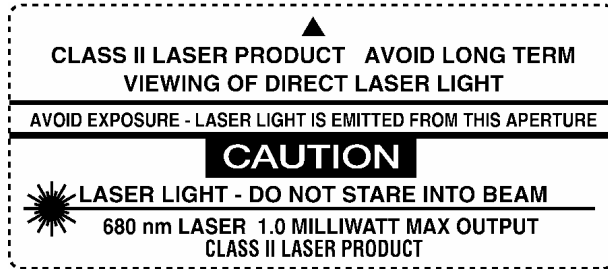 CLASS II LASER PRODUCT AVOID LONG TERM
VIEWING OF DIRECT LASER LIGHT
AVOID EXPOSURE - LASER LIGHT IS EMITTED FROM THIS APERTURE
CAUTION
LASER LIGHT - DO NOT STARE INTO BEAM
680 nm LASER 1.0 MILLIWATT MAX OUTPUT
CLASS II LASER PRODUCT